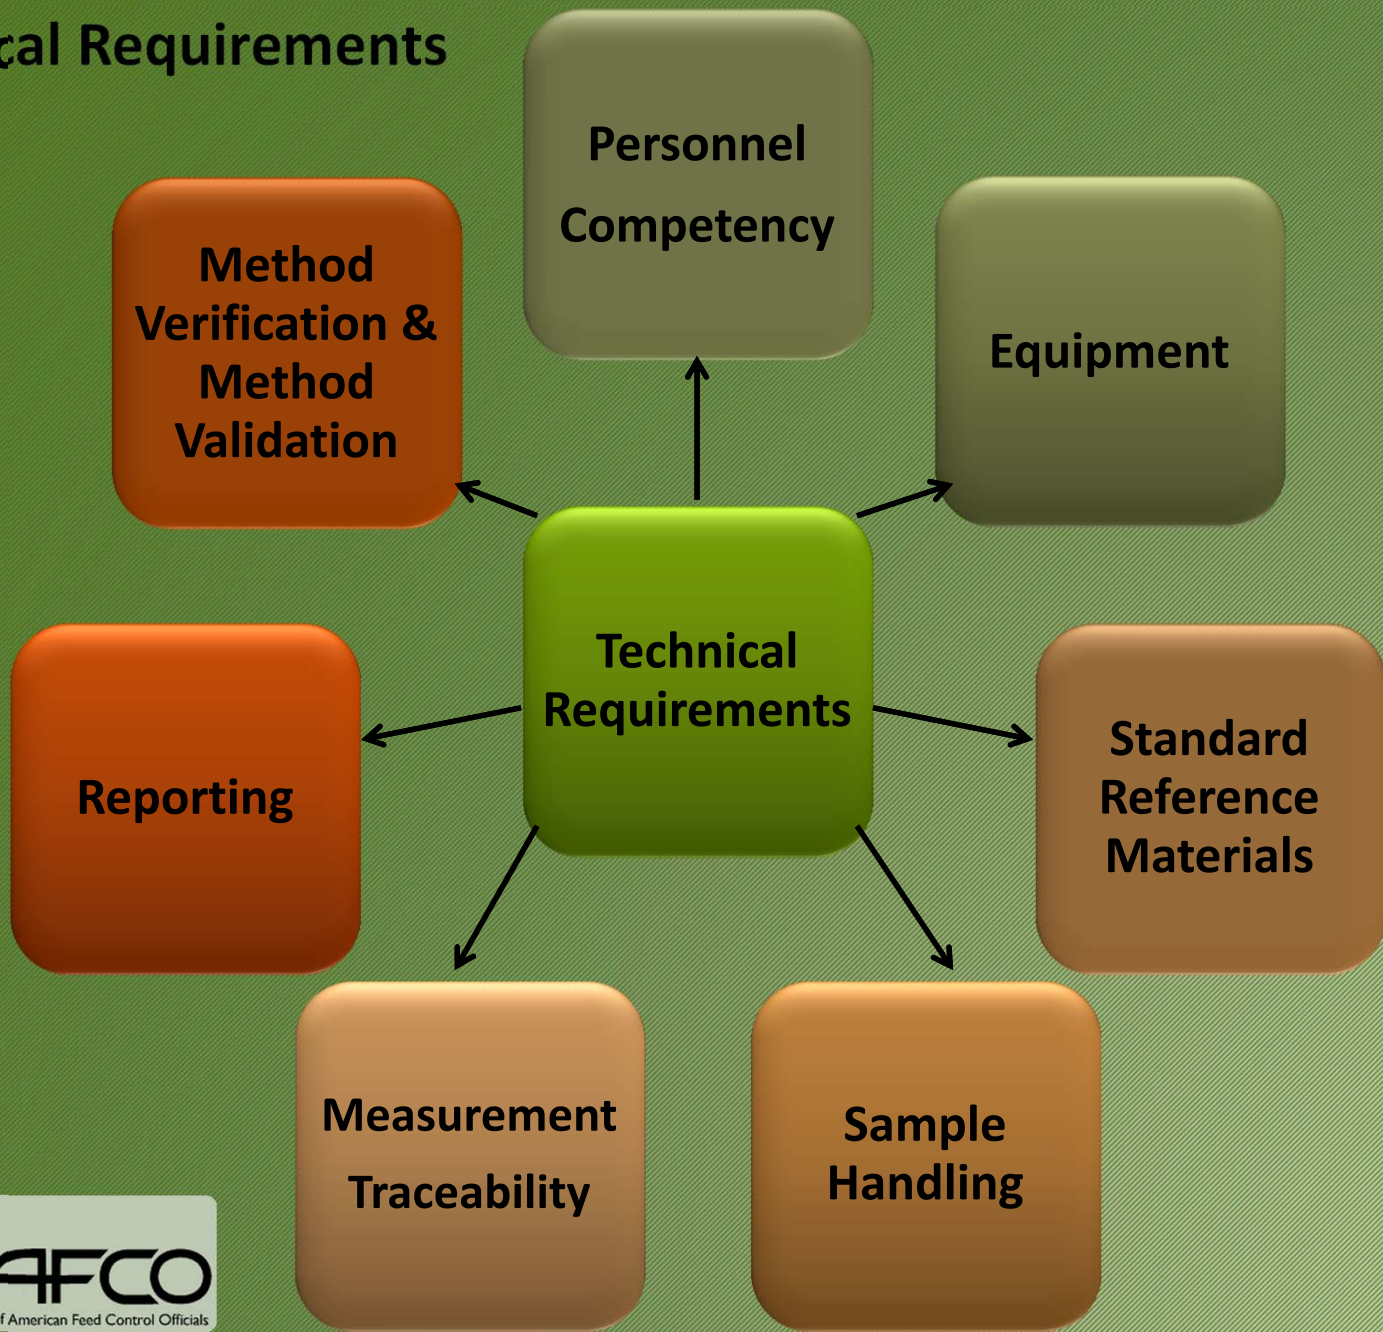 cal Requirements
Personnel
Competency
Method
Verification &
Method
Validation
Equipment
Technical
Requirements
Standard
Reference
Materials
Reporting
Measurement
Traceability
Sample
Handling
AFCO
f American Feed Control Officials